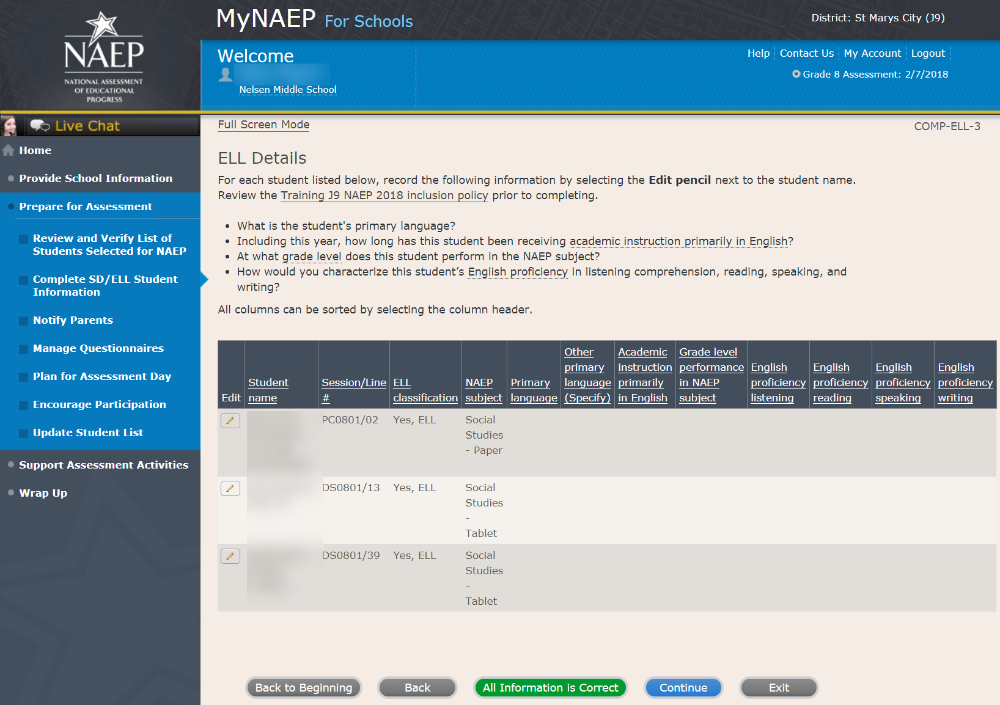 NAEP
NATIONAL ASSESSMENT
OF EDUCATIONAL
PROGRESS
MyNAEP For Schools
District: St Marys City (J9)
Welcome
Nelsen Middle School
Help Contact Us My Account Logout
Grade 8 Assessment: 2/7/2018
Live Chat
Home
Provide School Information
Prepare for Assessment
Review and Verify List of
Students Selected for NAEP
Complete SD/ELL Student
Information
Notify Parents
Manage Questionnaires
Plan for Assessment Day
Encourage Participation
Update Student List
Support Assessment Activities
Wrap Up
Full Screen Mode
COMP-ELL-3
ELL Details
For each student listed below, record the following information by selecting the Edit pencil next to the student name.
Review the Training J9 NAEP 2018 inclusion policy prior to completing.
• What is the student's primary language?
• Including this year, how long has this student been receiving academic instruction primarily in English?
• At what grade level does this student perform in the NAEP subject?
• How would you characterize this student’s English proficiency in listening comprehension, reading, speaking, and
writing?
All columns can be sorted by selecting the column header.
Edit
Student
name
Session/Line
#
ELL
classification
NAEP
subject
Primary
language
Other
primary
language
(Specify)
Academic
instruction
primarily
in English
Grade level
performance
in NAEP
subject
English
proficiency
listening
English
proficiency
reading
English
proficiency
speaking
English
proficiency
writing
PC0801/02 Yes, ELL Social
Studies
- Paper
DS0801/13 Yes, ELL Social
Studies
-
Tablet
DS0801/39 Yes, ELL Social
Studies
-
Tablet
Back to Beginning Back All Information is Correct Continue Exit